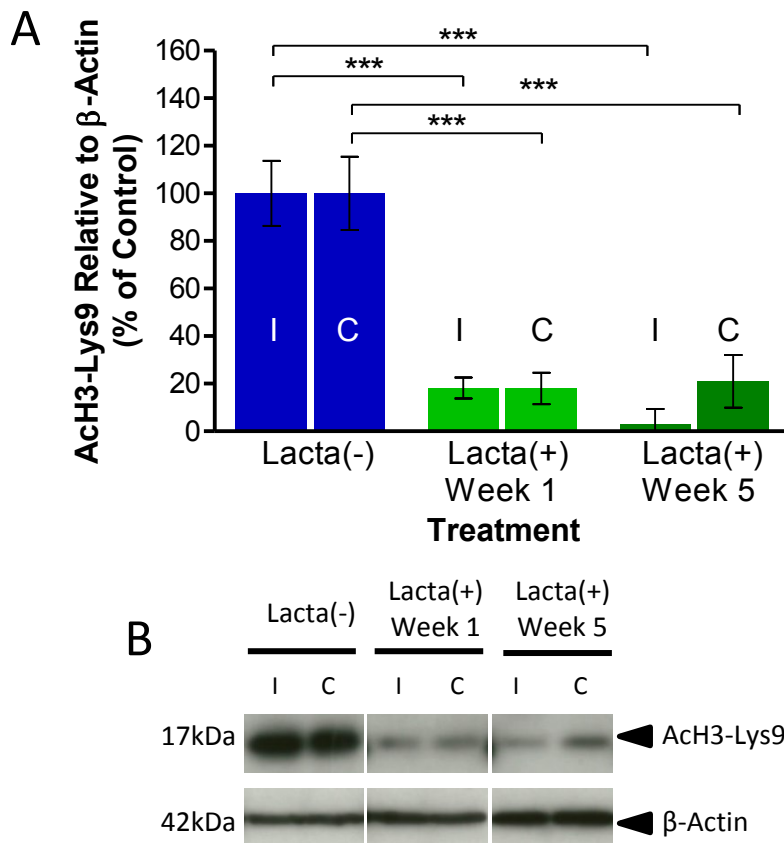 A
AcH3-Lys9 Relative to β-Actin
(% of Control)
160
140
120
100
80
60
40
20
0
***
***
***
***
I
C
I
C
I
C
Lacta(-)
Lacta(+)
Week 1
Lacta(+)
Week 5
Treatment
B
Lacta(-)
Lacta(+)
Week 1
Lacta(+)
Week 5
I C I C I C
17kDa
AcH3-Lys9
42kDa
β-Actin